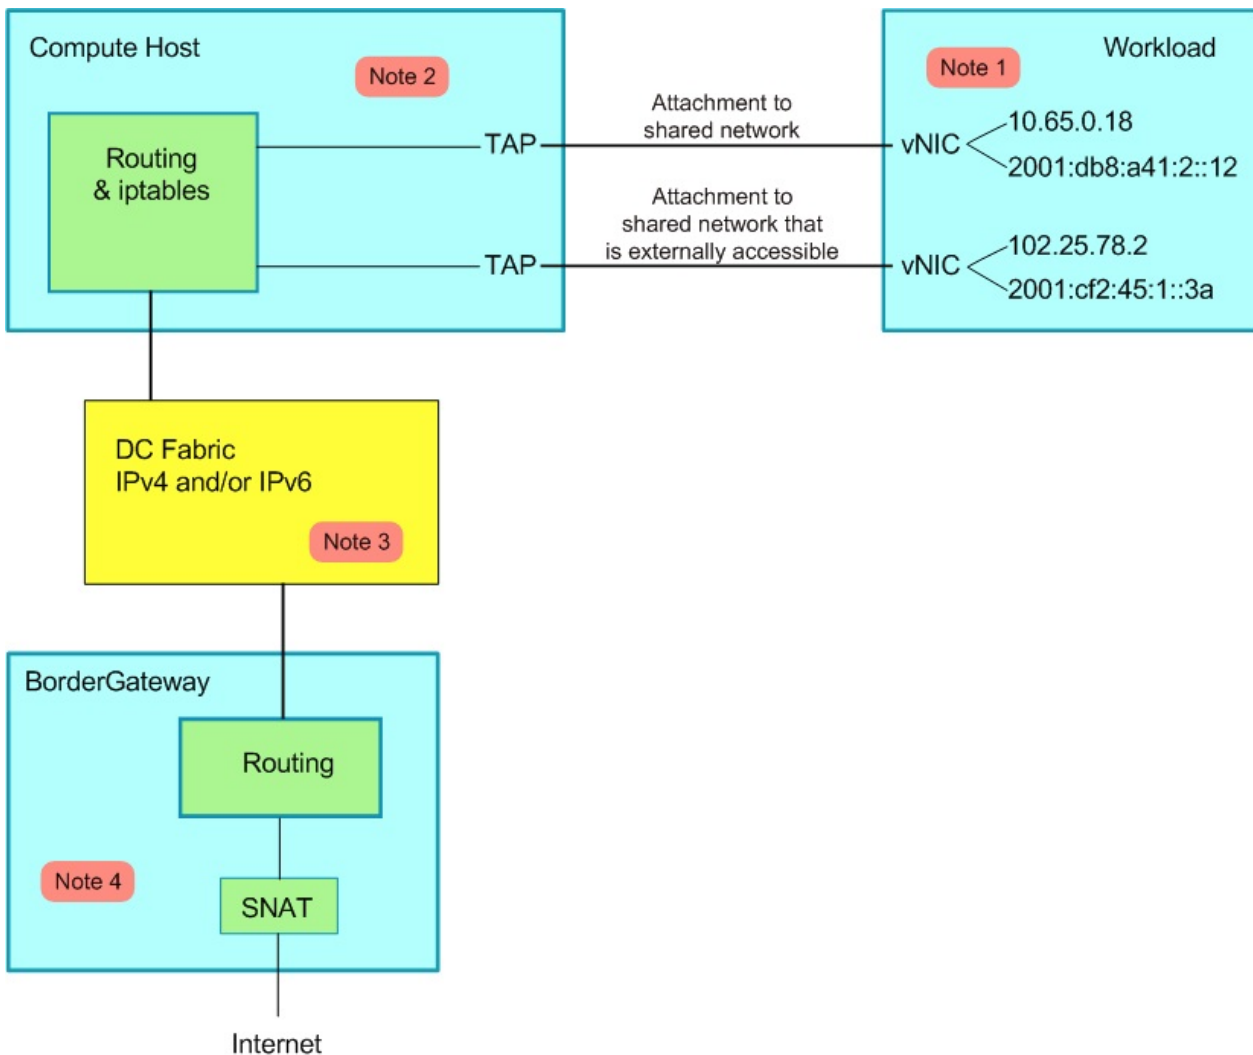 Compute Host
Note 2
Routing
& iptables
TAP
TAP
Attachment to
shared network
Attachment to
shared network that
is externally accessible
Workload
Note 1
vNIC
10.65.0.18
2001:db8:a41:2::12
vNIC
102.25.78.2
2001:cf2:45:1::3a
DC Fabric
IPv4 and/or IPv6
Note 3
BorderGateway
Routing
Note 4
SNAT
Internet